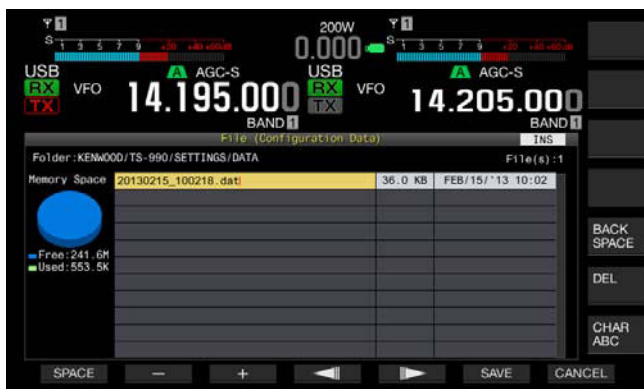 1
S 1 3 5 7 9 +20 +40 +60dB
200W
0.000
1
S 1 3 5 7 9 +20 +40 +60dB
USB
RX
TX
VFO
A AGC-S
14.195.000
BAND 1
USB
RX
TX
VFO
A AGC-S
14.205.000
BAND 1
File (Configuration Data)
INS
Folder:KENWOOD/TS-990/SETTINGS/DATA
File(s):1
Memory Space
20130215_100218.dat
36.0 KB
FEB/15/'13 10:02
Free:241.6M
Used:553.5K
BACK
SPACE
DEL
CHAR
ABC
SPACE
−
+
SAVE
CANCEL